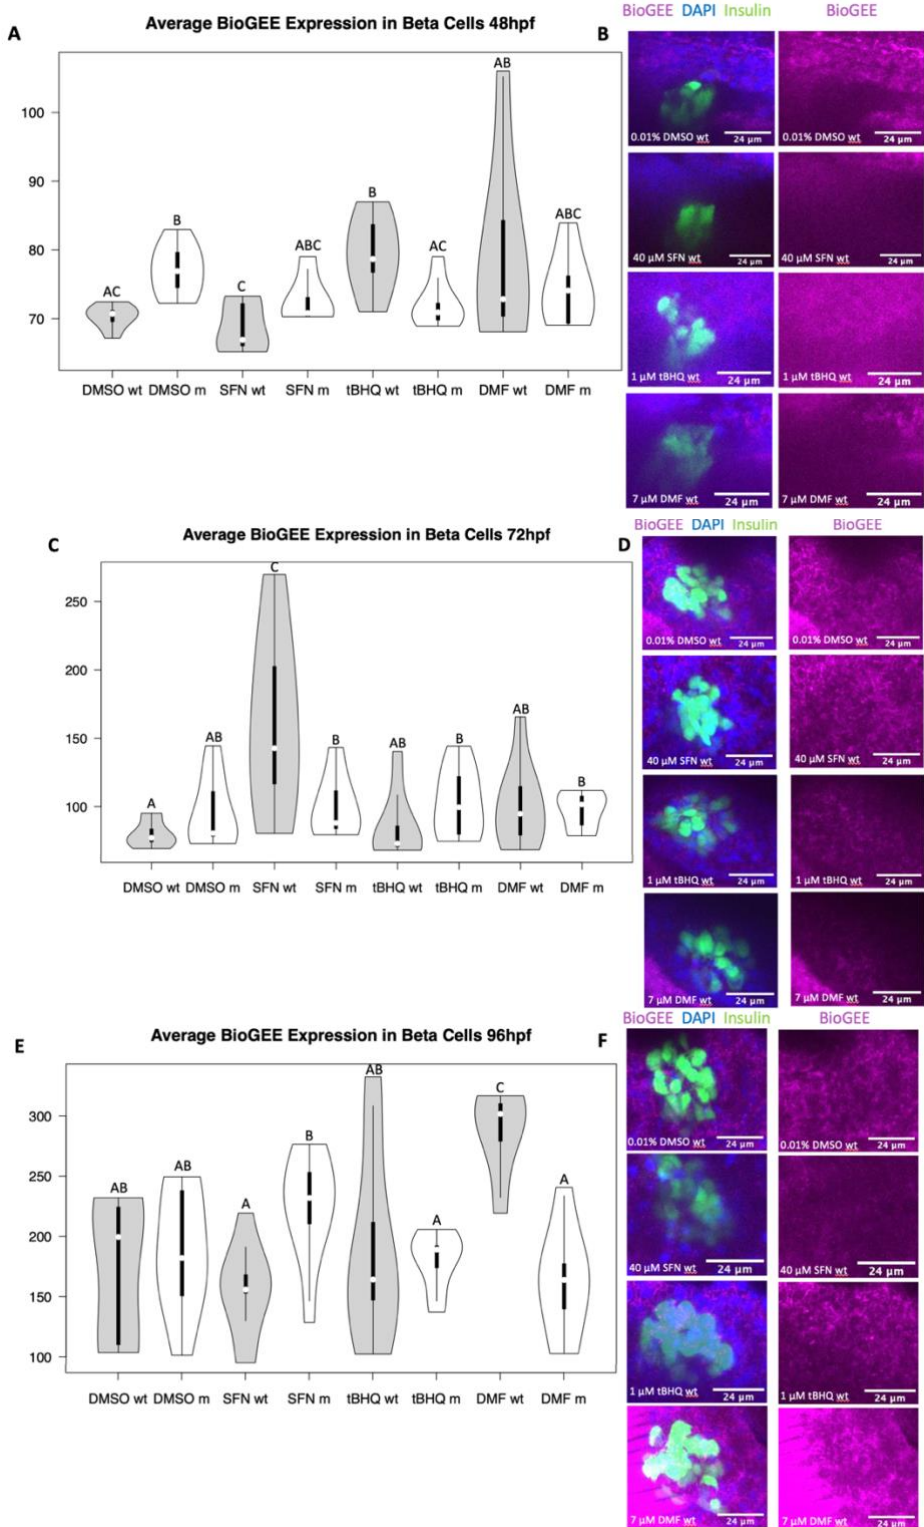 A
Average BioGEE Expression in Beta Cells 48hpf
100
90
80
70
AC
B
C
ABC
B
AC
AB
ABC
DMSO wt
DMSO m
SFN wt
SFN m
tBHQ wt
tBHQ m
DMF wt
DMF m
B
BioGEE DAPI Insulin
BioGEE
0.01% DMSO wt
24 µm
0.01% DMSO wt
24 µm
40 µM SFN wt
24 µm
40 µM SFN wt
24 µm
1 µM tBHQ wt
24 µm
1 µM tBHQ wt
24 µm
7 µM DMF wt
24 µm
7 µM DMF wt
24 µm
C
Average BioGEE Expression in Beta Cells 72hpf
250
200
150
100
A
AB
C
B
AB
B
AB
B
DMSO wt
DMSO m
SFN wt
SFN m
tBHQ wt
tBHQ m
DMF wt
DMF m
D
BioGEE DAPI Insulin
BioGEE
0.01% DMSO wt
24 µm
0.01% DMSO wt
24 µm
40 µM SFN wt
24 µm
40 µM SFN wt
24 µm
1 µM tBHQ wt
24 µm
1 µM tBHQ wt
24 µm
7 µM DMF wt
24 µm
7 µM DMF wt
24 µm
E
Average BioGEE Expression in Beta Cells 96hpf
300
250
200
150
100
AB
AB
A
B
AB
A
C
A
DMSO wt
DMSO m
SFN wt
SFN m
tBHQ wt
tBHQ m
DMF wt
DMF m
F
BioGEE DAPI Insulin
BioGEE
0.01% DMSO wt
24 µm
0.01% DMSO wt
24 µm
40 µM SFN wt
24 µm
40 µM SFN wt
24 µm
1 µM tBHQ wt
24 µm
1 µM tBHQ wt
24 µm
7 µM DMF wt
24 µm
7 µM DMF wt
24 µm